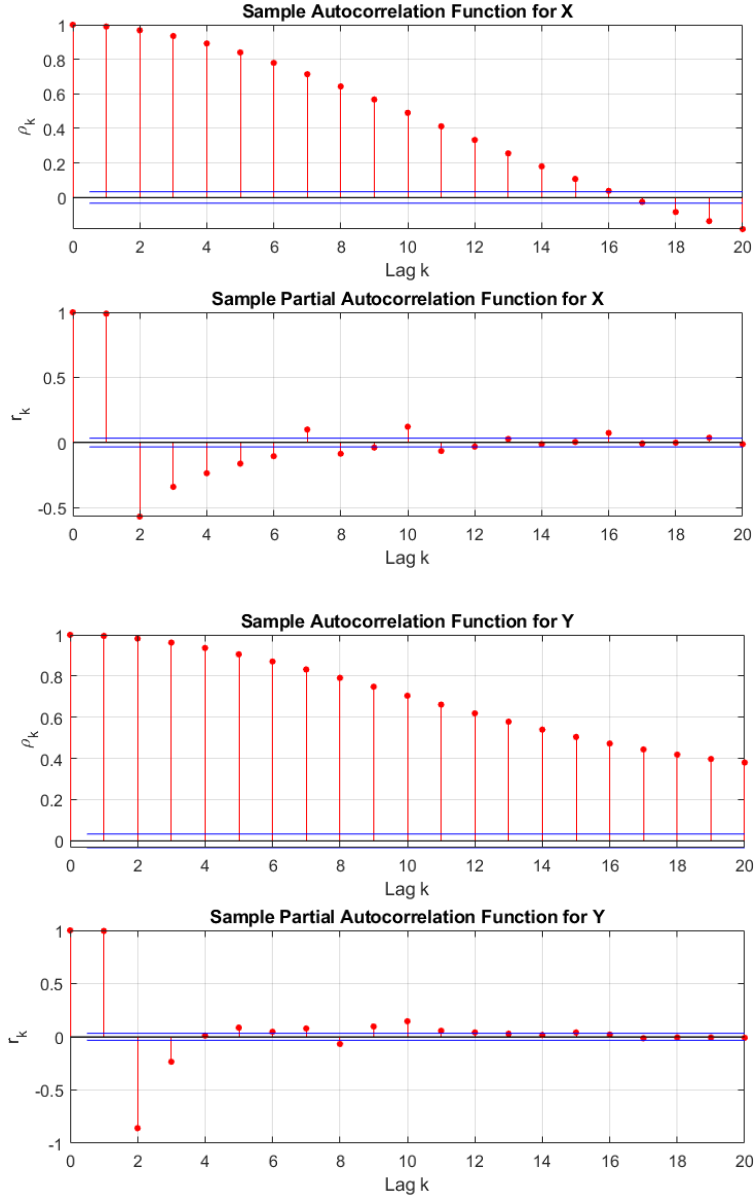 Sample Autocorrelation Function for X
1
0.8
0.6
0.4
0.2
0
ρk
0 2 4 6 8 10 12 14 16 18 20
Lag k
Sample Partial Autocorrelation Function for X
1
0.5
0
-0.5
rk
0 2 4 6 8 10 12 14 16 18 20
Lag k
Sample Autocorrelation Function for Y
1
0.8
0.6
0.4
0.2
0
ρk
0 2 4 6 8 10 12 14 16 18 20
Lag k
Sample Partial Autocorrelation Function for Y
1
0.5
0
-0.5
-1
rk
0 2 4 6 8 10 12 14 16 18 20
Lag k